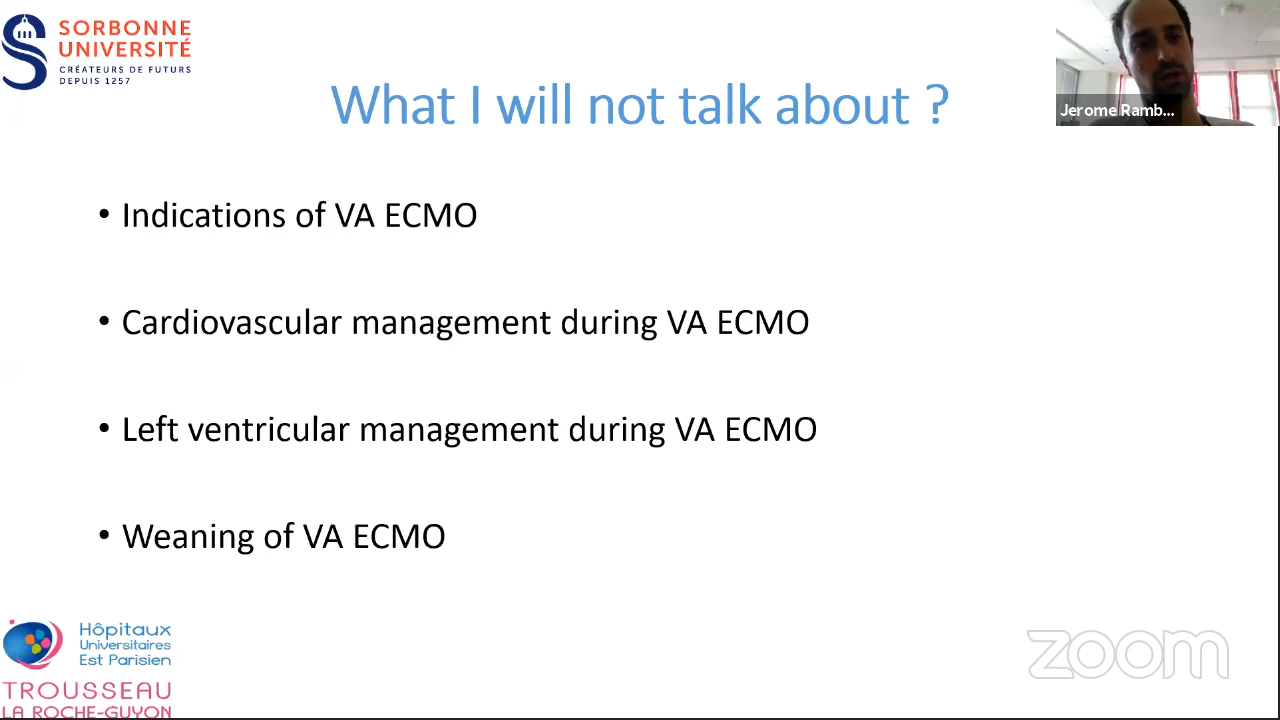 SORBONNE
UNIVERSITÉ
CRÉATEURS DE FUTURS
DEPUIS 1257
What I will not talk about ?
Jerome Ramb...
• Indications of VA ECMO
• Cardiovascular management during VA ECMO
• Left ventricular management during VA ECMO
• Weaning of VA ECMO
Hôpitaux
Universitaires
Est Parisien
TROUSSEAU
LA ROCHE-GUYON
zoom